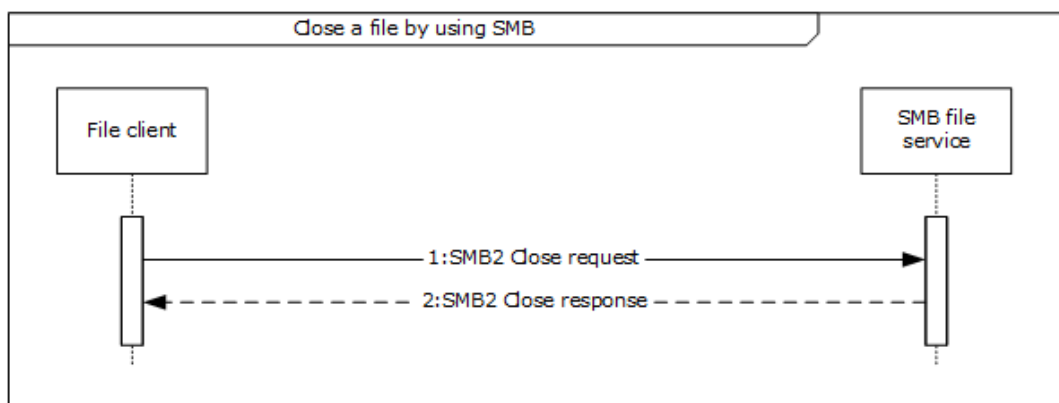 Close a file by using SMB
File client
SMB file
service
1:SMB2 Close request
2:SMB2 Close response